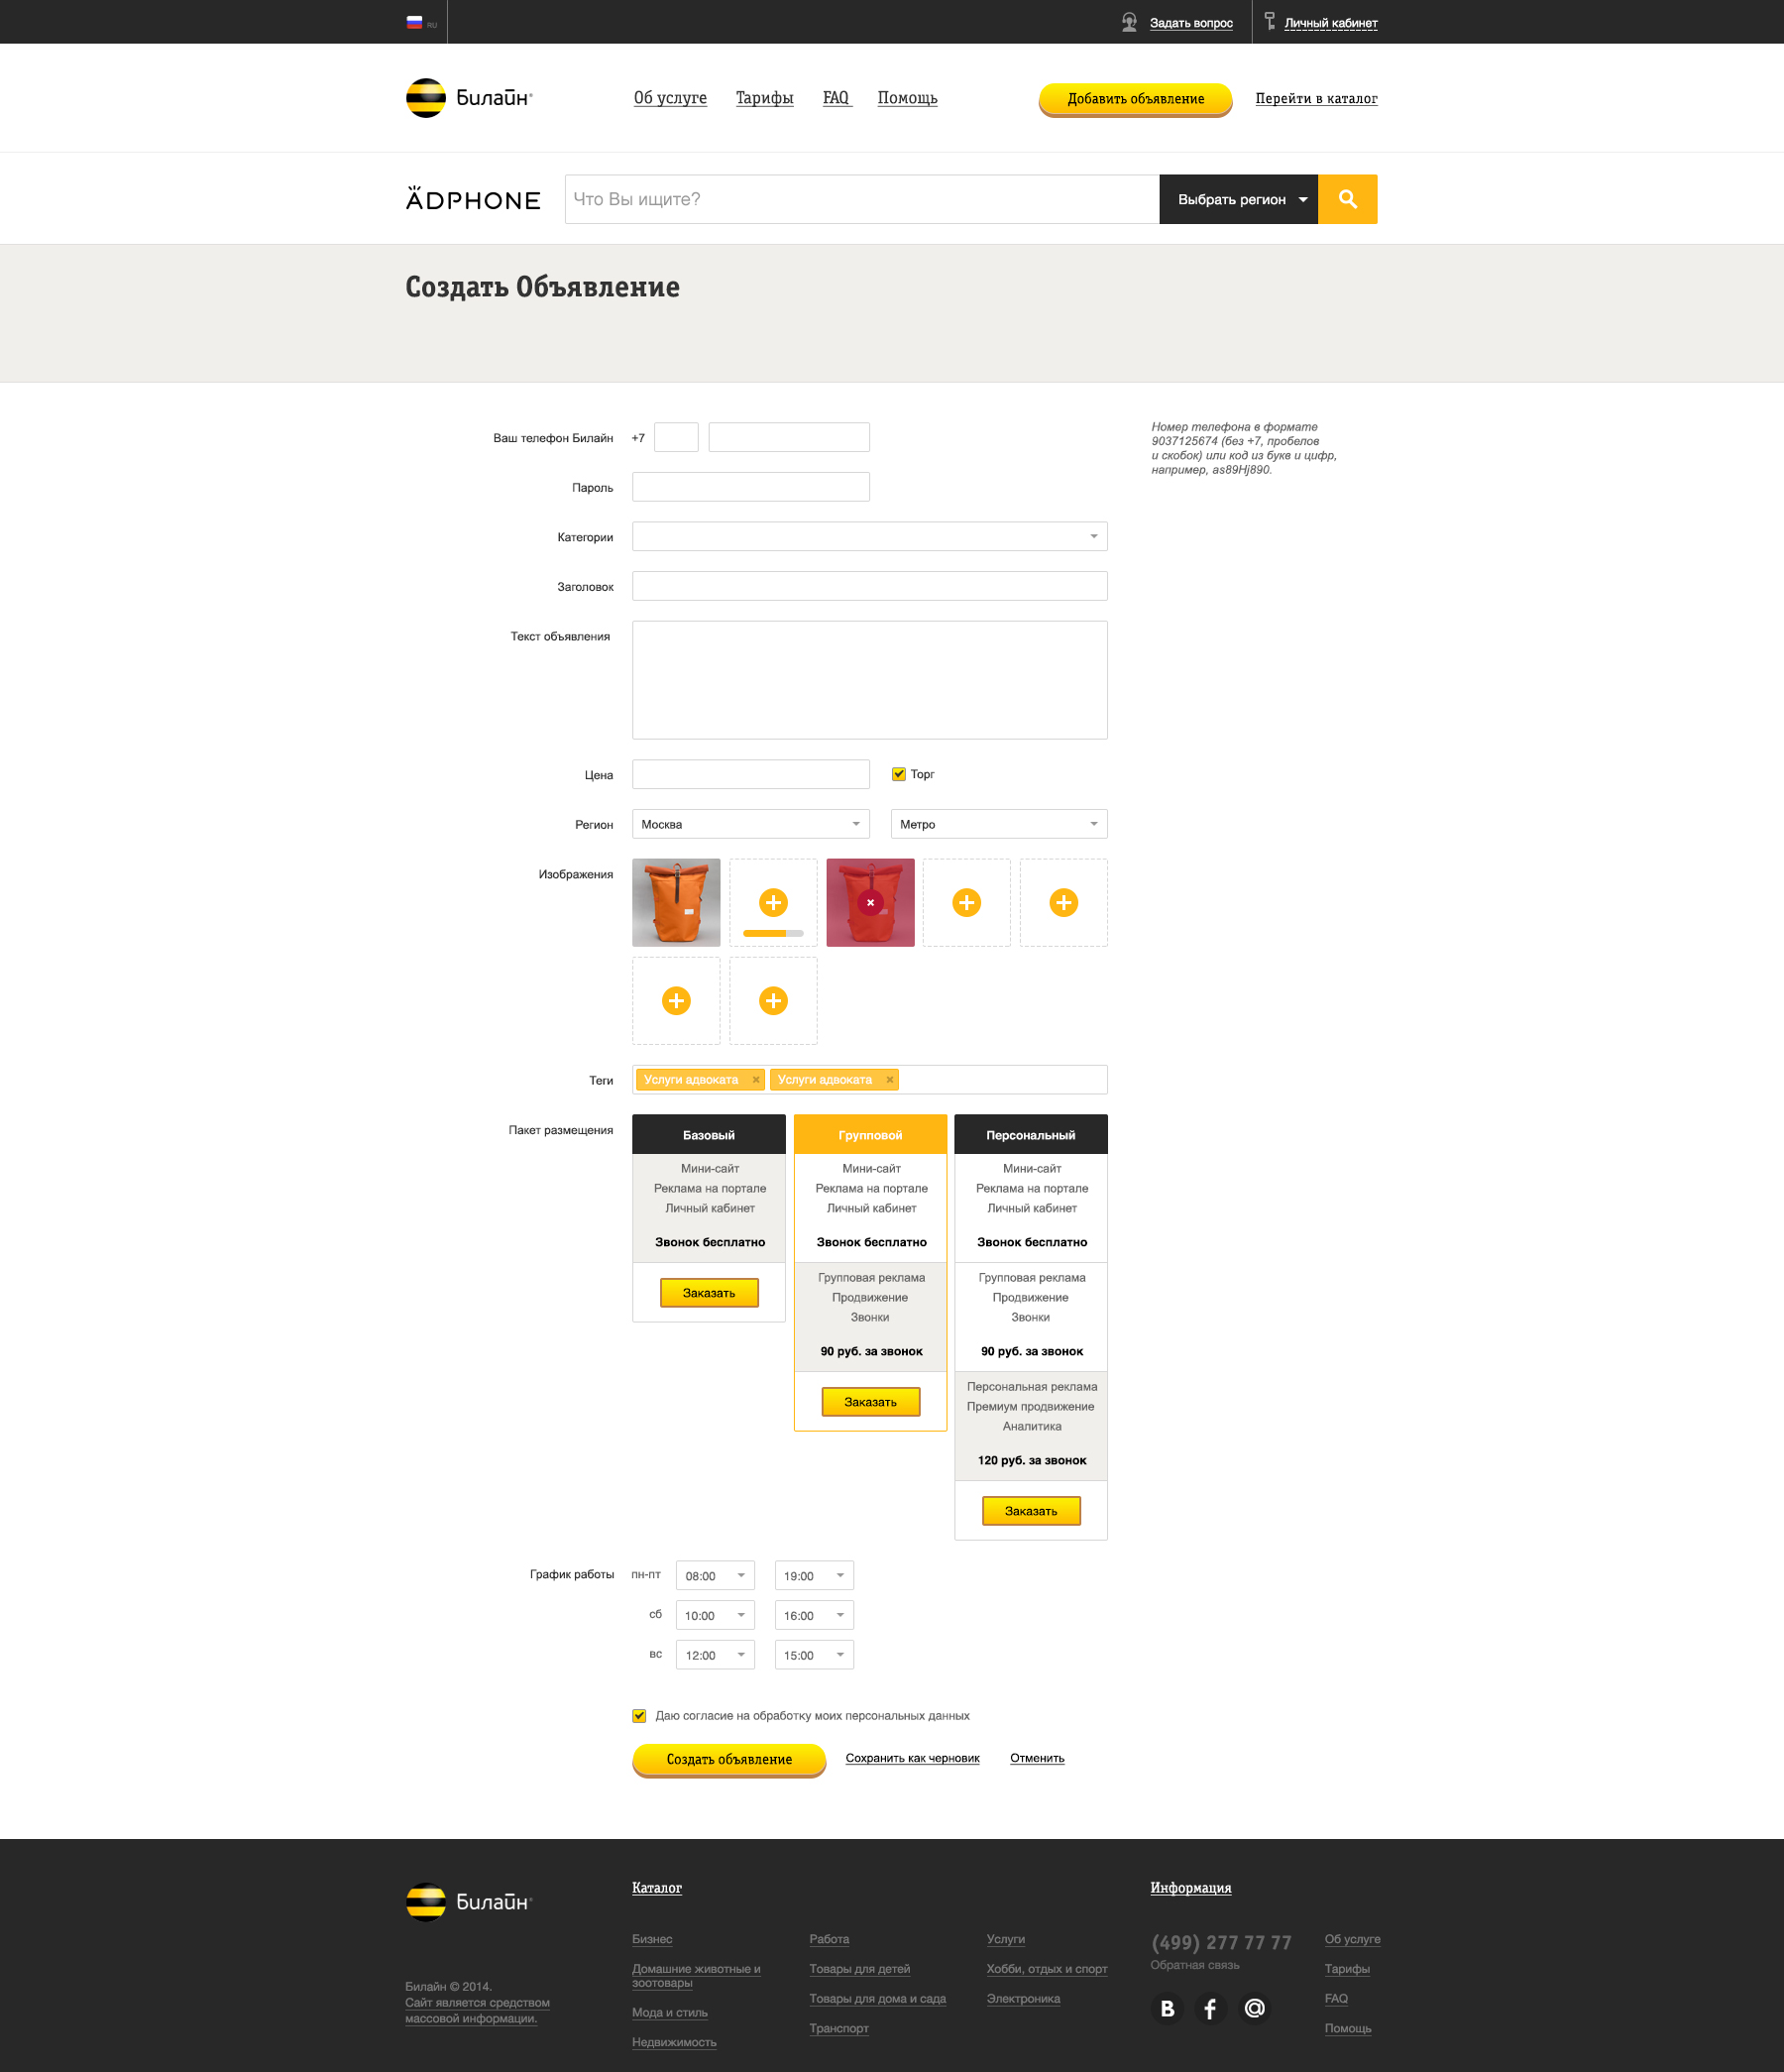 RU
Задать вопрос
Личный кабинет
Билайн®
Об услуге
Тарифы
FAQ
Помощь
Добавить объявление
Перейти в каталог
ADPHONE
Что Вы ищите?
Выбрать регион
Создать Объявление
Ваш телефон Билайн
+7
Номер телефона в формате
9037125674 (без +7, пробелов
и скобок) или код из букв и цифр,
например, as89Hj890.
Пароль
Категории
Заголовок
Текст объявления
Цена
Торг
Регион
Москва
Метро
Изображения
Теги
Услуги адвоката ×
Услуги адвоката ×
Пакет размещения
Базовый
Мини-сайт
Реклама на портале
Личный кабинет
Звонок бесплатно
Заказать
Групповой
Мини-сайт
Реклама на портале
Личный кабинет
Звонок бесплатно
Групповая реклама
Продвижение
Звонки
90 руб. за звонок
Заказать
Персональный
Мини-сайт
Реклама на портале
Личный кабинет
Звонок бесплатно
Групповая реклама
Продвижение
Звонки
90 руб. за звонок
Персональная реклама
Премиум продвижение
Аналитика
120 руб. за звонок
Заказать
График работы
пн-пт
08:00
19:00
сб
10:00
16:00
вс
12:00
15:00
Даю согласие на обработку моих персональных данных
Создать объявление
Сохранить как черновик
Отменить
Билайн®
Билайн © 2014.
Сайт является средством
массовой информации.
Каталог
Бизнес
Домашние животные и
зоотовары
Мода и стиль
Недвижимость
Работа
Товары для детей
Товары для дома и сада
Транспорт
Услуги
Хобби, отдых и спорт
Электроника
Информация
(499) 277 77 77
Обратная связь
В f @
Об услуге
Тарифы
FAQ
Помощь